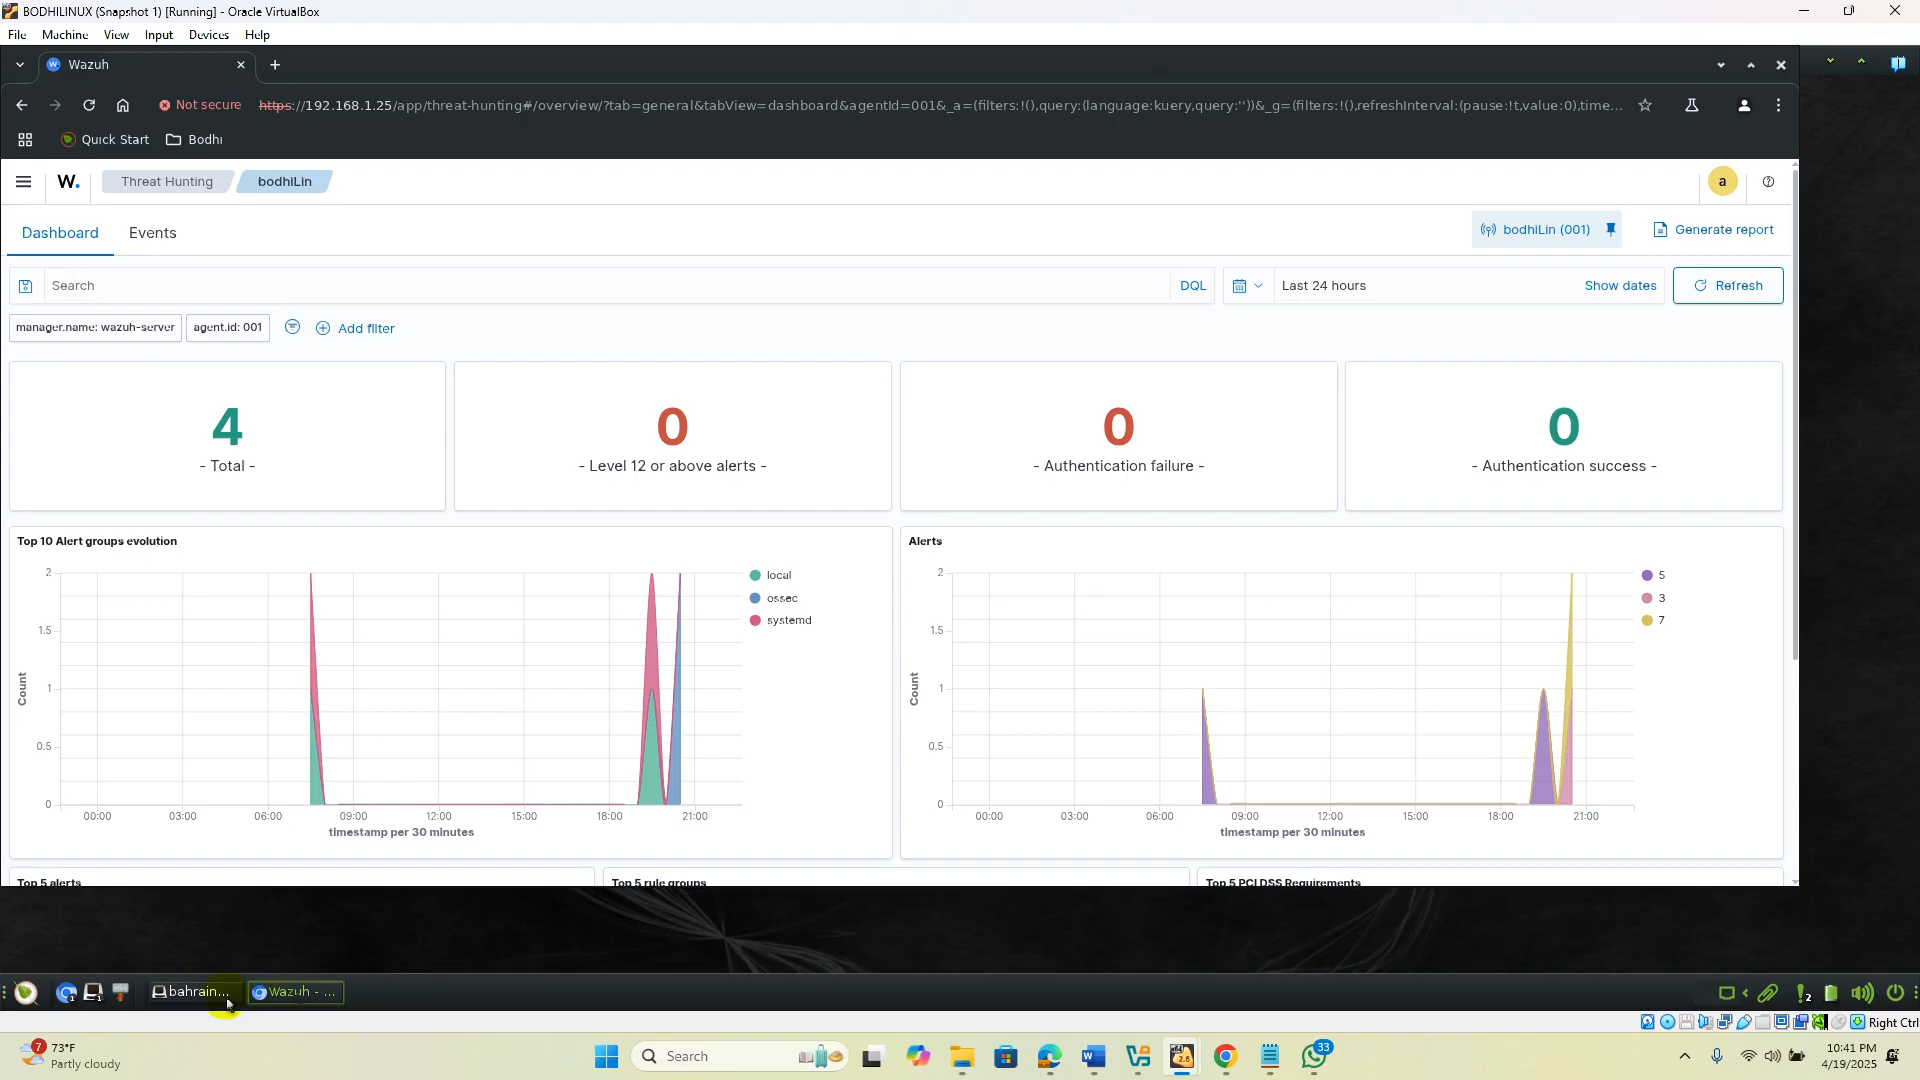 BODHILINUX (Snapshot 1) [Running] - Oracle VirtualBox
File Machine View Input Devices Help
Wazuh
Not secure https://192.168.1.25/app/threat-hunting#/overview/?tab=general&tabView=dashboard&agentId=001&_a=(filters:!(),query:(language:kuery,query:''))&_g=(filters:!(),refreshInterval:(pause:!t,value:0),time...
Quick Start Bodhi
W. Threat Hunting bodhiLin a
Dashboard Events bodhiLin (001) Generate report
Search DQL Last 24 hours Show dates Refresh
manager.name: wazuh-server agent.id: 001 Add filter
4 0 0 0
- Total - - Level 12 or above alerts - - Authentication failure - - Authentication success -
Top 10 Alert groups evolution
2
1.5
1
0.5
0
Count
00:00 03:00 06:00 09:00 12:00 15:00 18:00 21:00
timestamp per 30 minutes
local
ossec
systemd
Alerts
2
1.5
1
0.5
0
Count
00:00 03:00 06:00 09:00 12:00 15:00 18:00 21:00
timestamp per 30 minutes
5
3
7
Top 5 alerts Top 5 rule groups Top 5 PCI DSS Requirements
bahrain... Wazuh - ...
2
Right Ctrl
7
73°F
Partly cloudy
Search
33
10:41 PM
4/19/2025